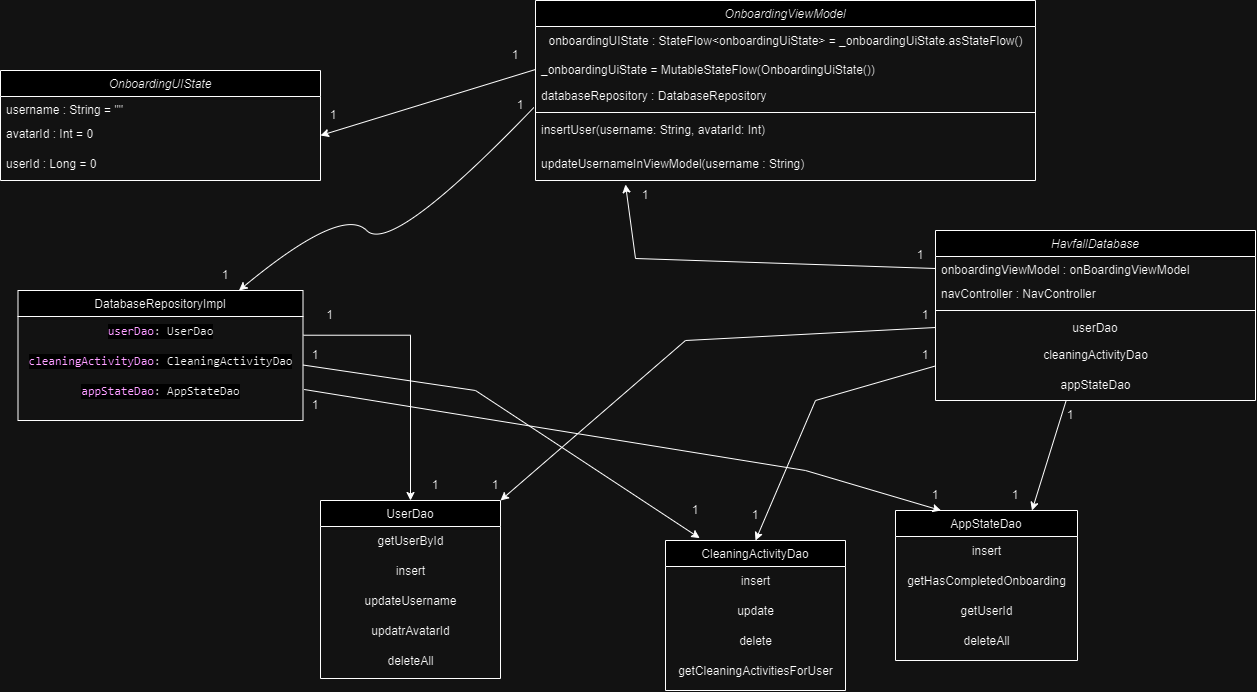 OnboardingViewModel
onboardingUIState : StateFlow<onboardingUiState> = _onboardingUiState.asStateFlow()
_onboardingUiState = MutableStateFlow(OnboardingUiState())
databaseRepository : DatabaseRepository
insertUser(username: String, avatarId: Int)
updateUsernameInViewModel(username : String)
1
1
1
OnboardingUIState
username : String = ""
avatarId : Int = 0
userId : Long = 0
1
1
HavfallDatabase
onboardingViewModel : onBoardingViewModel
navController : NavController
userDao
cleaningActivityDao
appStateDao
1
1
1
1
1
DatabaseRepositoryImpl
userDao: UserDao
cleaningActivityDao: CleaningActivityDao
appStateDao: AppStateDao
1
1
1
1
1
UserDao
getUserById
insert
updateUsername
updatrAvatarId
deleteAll
1
1
CleaningActivityDao
insert
update
delete
getCleaningActivitiesForUser
1
1
AppStateDao
insert
getHasCompletedOnboarding
getUserId
deleteAll